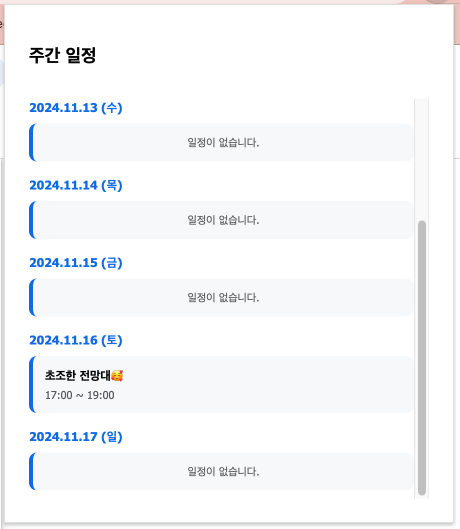 주간 일정
2024.11.13 (수)
일정이 없습니다.
2024.11.14 (목)
일정이 없습니다.
2024.11.15 (금)
일정이 없습니다.
2024.11.16 (토)
초조한 전망대🥰
17:00 ~ 19:00
2024.11.17 (일)
일정이 없습니다.